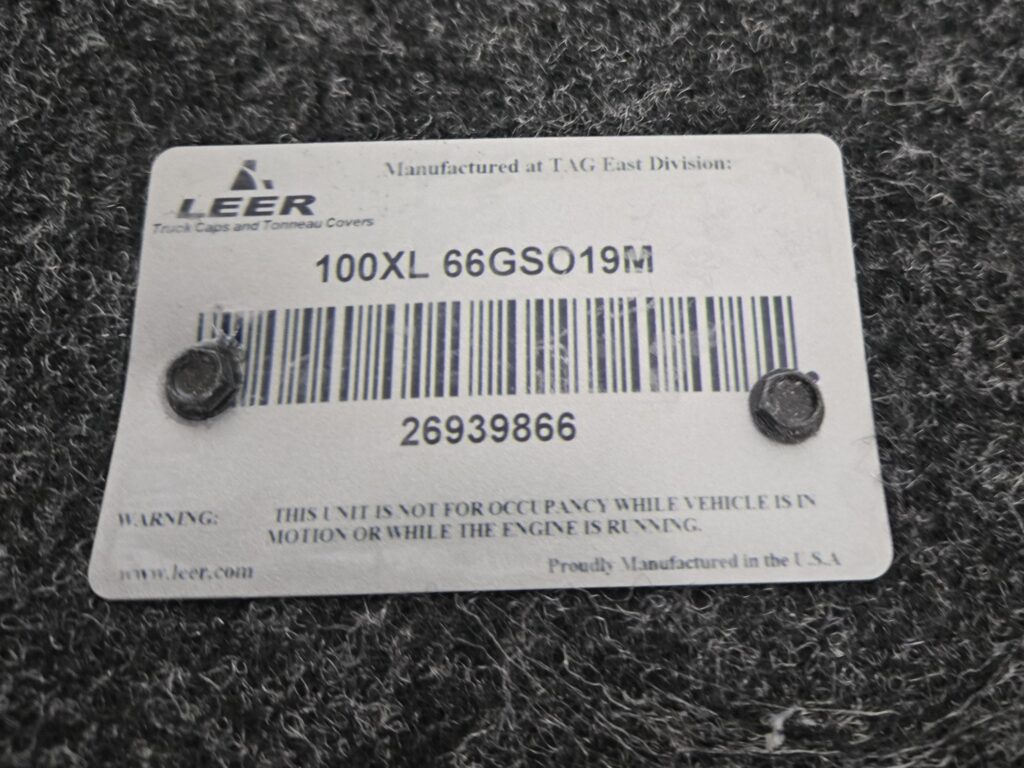 Manufactured at TAG East Division:
LEER
Truck Caps and Tonneau Covers
100XL 66GSO19M
26939866
WARNING: THIS UNIT IS NOT FOR OCCUPANCY WHILE VEHICLE IS IN
MOTION OR WHILE THE ENGINE IS RUNNING.
www.leer.com
Proudly Manufactured in the U.S.A